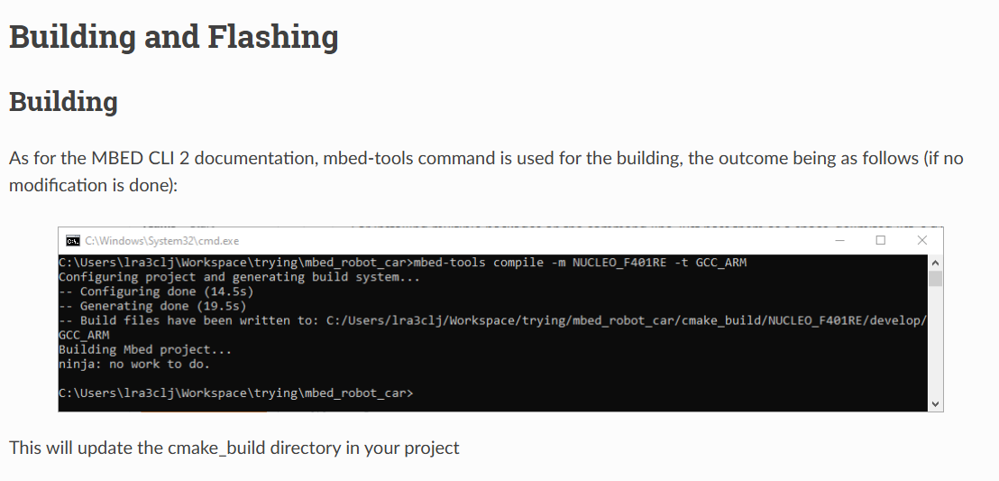 Building and Flashing
Building
As for the MBED CLI 2 documentation, mbed-tools command is used for the building, the outcome being as follows (if no
modification is done):
C:\Windows\System32\cmd.exe
C:\Users\lra3clj\Workspace\trying\mbed_robot_car>mbed-tools compile -m NUCLEO_F401RE -t GCC_ARM
Configuring project and generating build system...
-- Configuring done (14.5s)
-- Generating done (19.5s)
-- Build files have been written to: C:/Users/lra3clj/Workspace/trying/mbed_robot_car/cmake_build/NUCLEO_F401RE/develop/
GCC_ARM
Building Mbed project...
ninja: no work to do.
C:\Users\lra3clj\Workspace\trying\mbed_robot_car>
This will update the cmake_build directory in your project